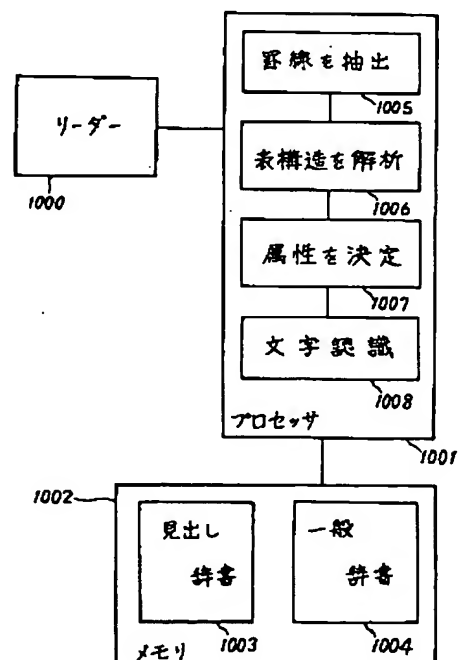 罫線を抽出
1005
リーダー
1000
表構造を解析
1006
属性を決定
1007
文字認識
1008
プロセッサ
1001
1002
見出し
辞書
1003
一般
辞書
1004
メモリ